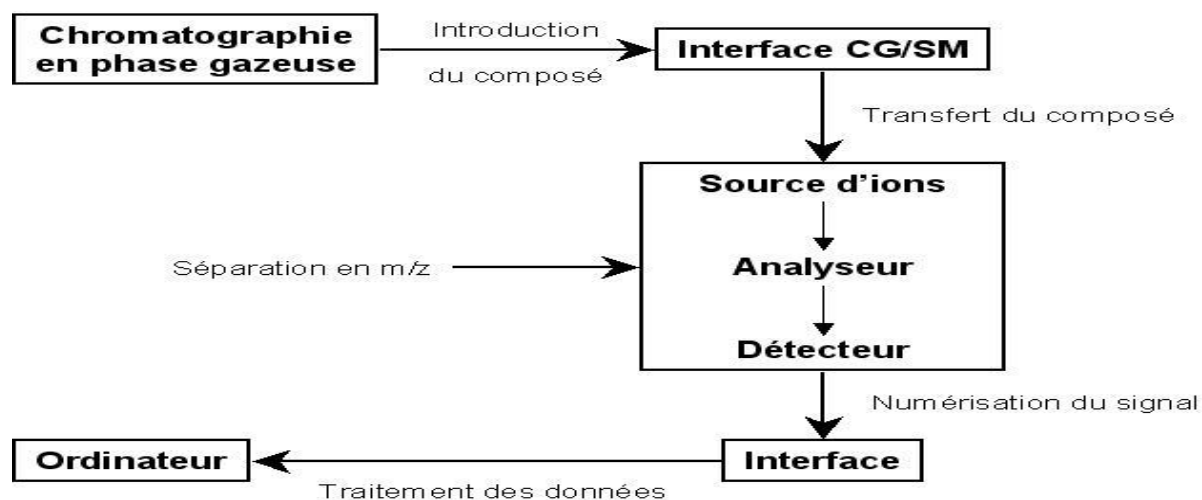 Chromatographie
en phase gazeuse
Introduction
du composé
Interface CG/SM
Transfert du composé
Source d'ions
Séparation en m/z
Analyseur
Détecteur
Numérisation du signal
Ordinateur
Interface
Traitement des données